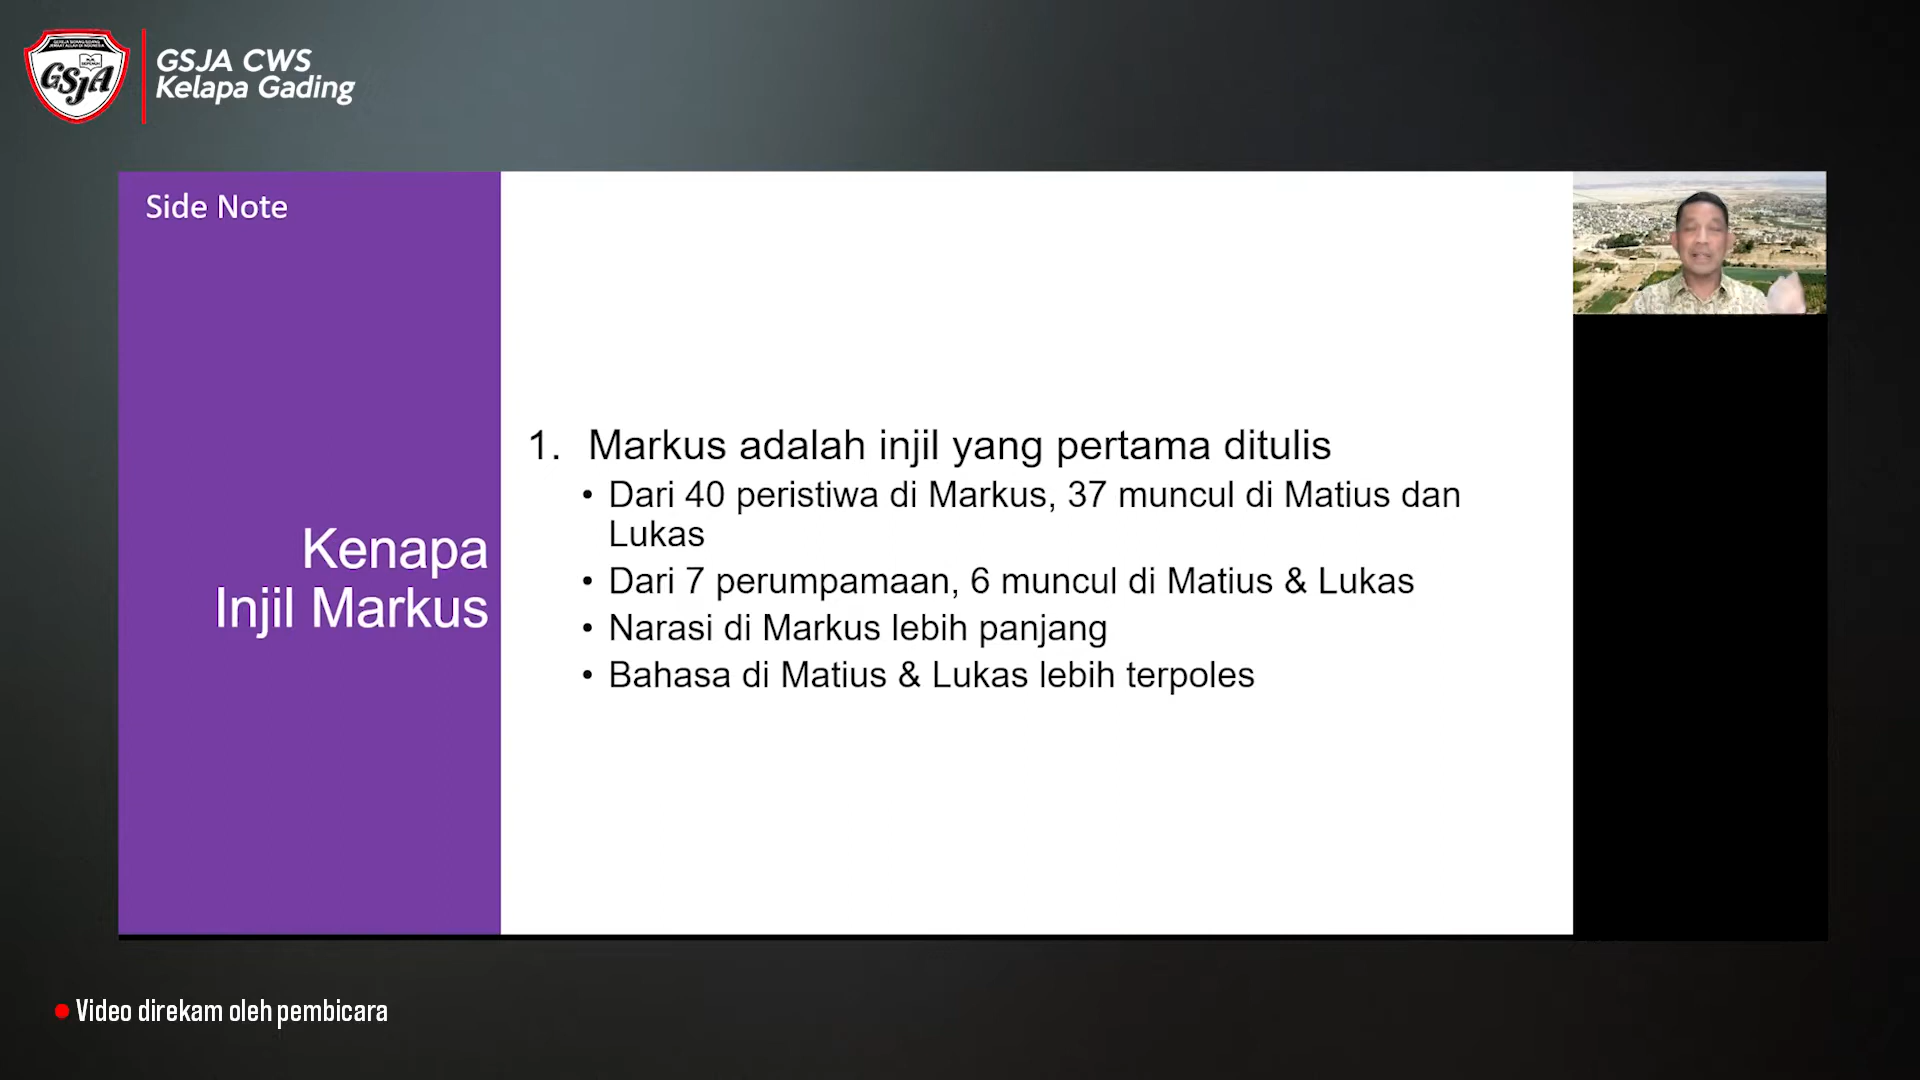 GSJA
GSJA CWS
Kelapa Gading
Side Note
Kenapa
Injil Markus
1. Markus adalah injil yang pertama ditulis
• Dari 40 peristiwa di Markus, 37 muncul di Matius dan
Lukas
• Dari 7 perumpamaan, 6 muncul di Matius & Lukas
• Narasi di Markus lebih panjang
• Bahasa di Matius & Lukas lebih terpoles
Video direkam oleh pembicara